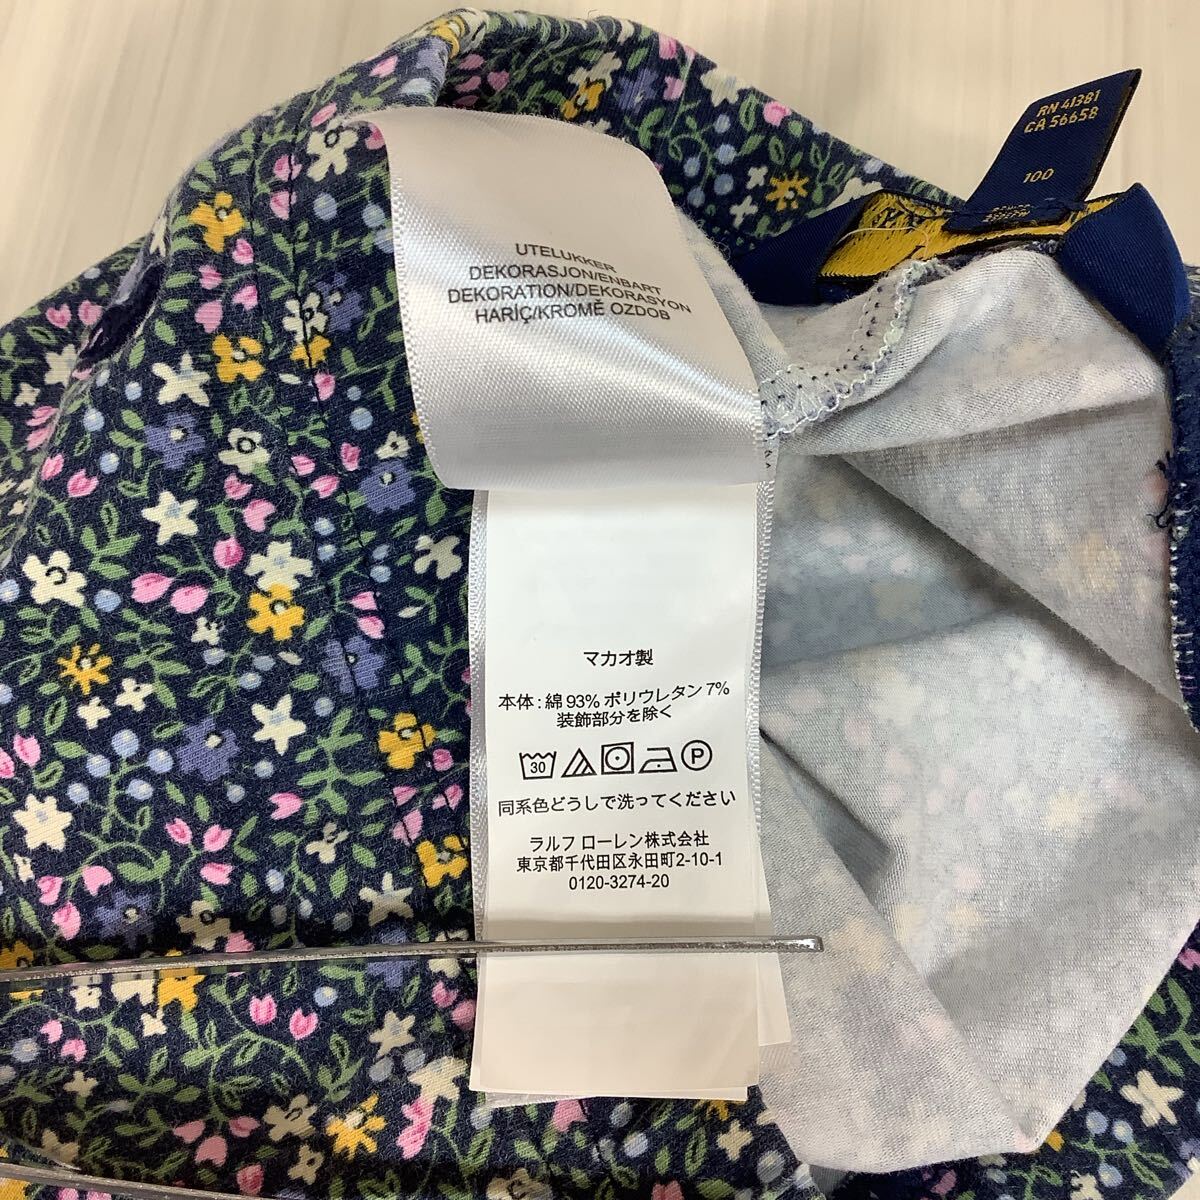 RN 41381
CA 56658
100
UTELUKKER
DEKORASJON/ENBART
DEKORATION/DEKORASYON
HARİÇ/KROMĚ OZDOB
マカオ製
本体:綿 93% ポリウレタン 7%
装飾部分を除く
30
P
同系色どうしで洗ってください
ラルフ ローレン株式会社
東京都千代田区永田町2-10-1
0120-3274-20